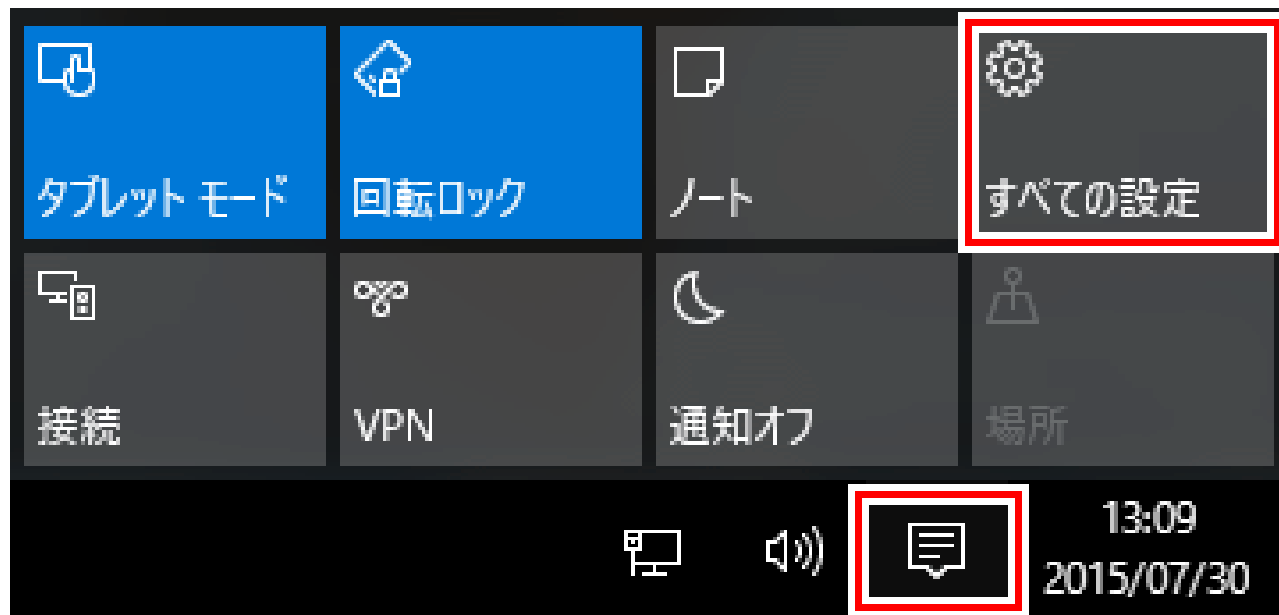 タブレット モード
回転ロック
ノート
すべての設定
接続
VPN
通知オフ
場所
13:09
2015/07/30